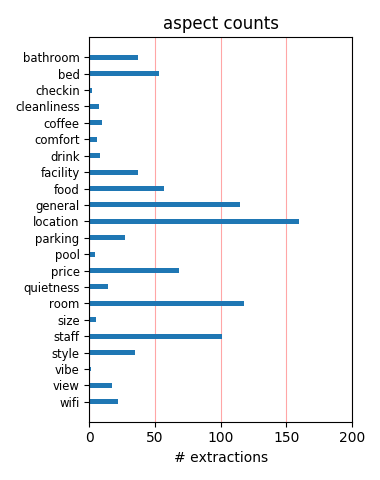 aspect counts
bathroom
bed
checkin
cleanliness
coffee
comfort
drink
facility
food
general
location
parking
pool
price
quietness
room
size
staff
style
vibe
view
wifi
0 50 100 150 200
# extractions